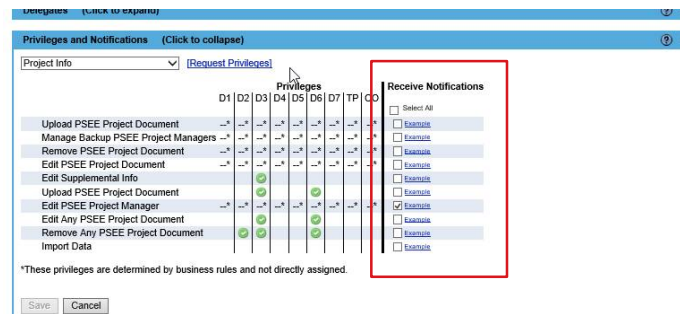 Delegates (Click to expand)
Privileges and Notifications (Click to collapse)
Project Info [Request Privileges]
Privileges Receive Notifications
D1 D2 D3 D4 D5 D6 D7 TP CO
Select All
Upload PSEE Project Document --* --* --* --* --* --* --* --* --* Example
Manage Backup PSEE Project Managers --* --* --* --* --* --* --* --* --* Example
Remove PSEE Project Document --* --* --* --* --* --* --* --* --* Example
Edit PSEE Project Document --* --* --* --* --* --* --* --* --* Example
Edit Supplemental Info Example
Upload PSEE Project Document Example
Edit PSEE Project Manager --* --* --* --* --* --* --* --* --* Example
Edit Any PSEE Project Document Example
Remove Any PSEE Project Document Example
Import Data Example
*These privileges are determined by business rules and not directly assigned.
Save Cancel